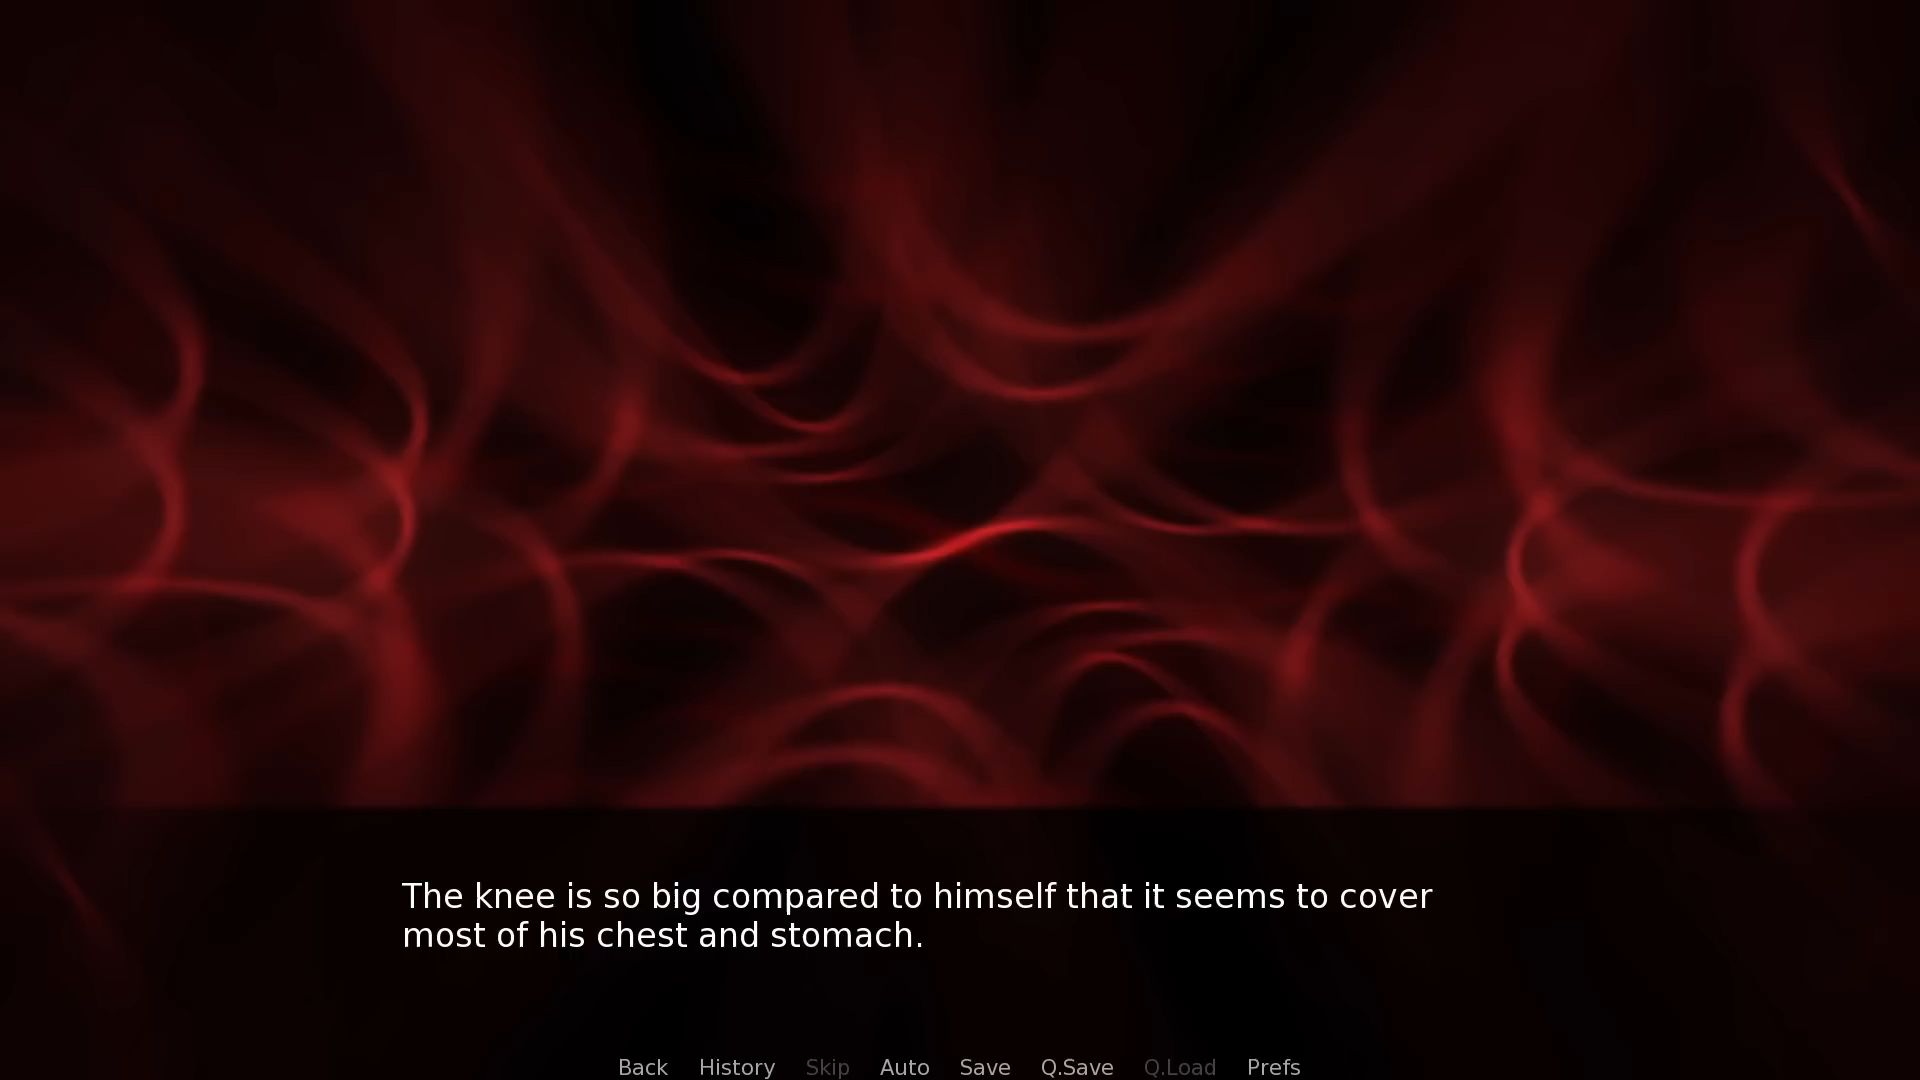 The knee is so big compared to himself that it seems to cover
most of his chest and stomach.
Back History Skip Auto Save Q.Save Q.Load Prefs